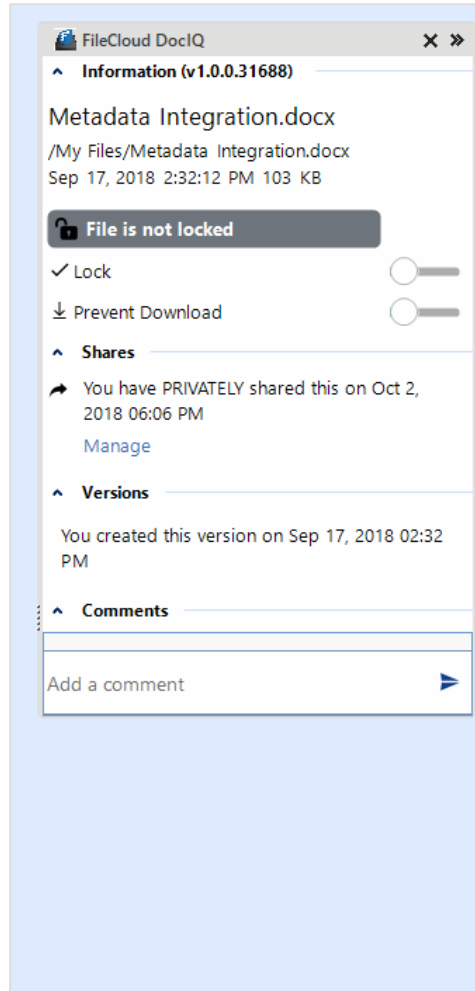 FileCloud DocIQ
Information (v1.0.0.31688)
Metadata Integration.docx
/My Files/Metadata Integration.docx
Sep 17, 2018 2:32:12 PM 103 KB
File is not locked
Lock
Prevent Download
Shares
You have PRIVATELY shared this on Oct 2,
2018 06:06 PM
Manage
Versions
You created this version on Sep 17, 2018 02:32
PM
Comments
Add a comment